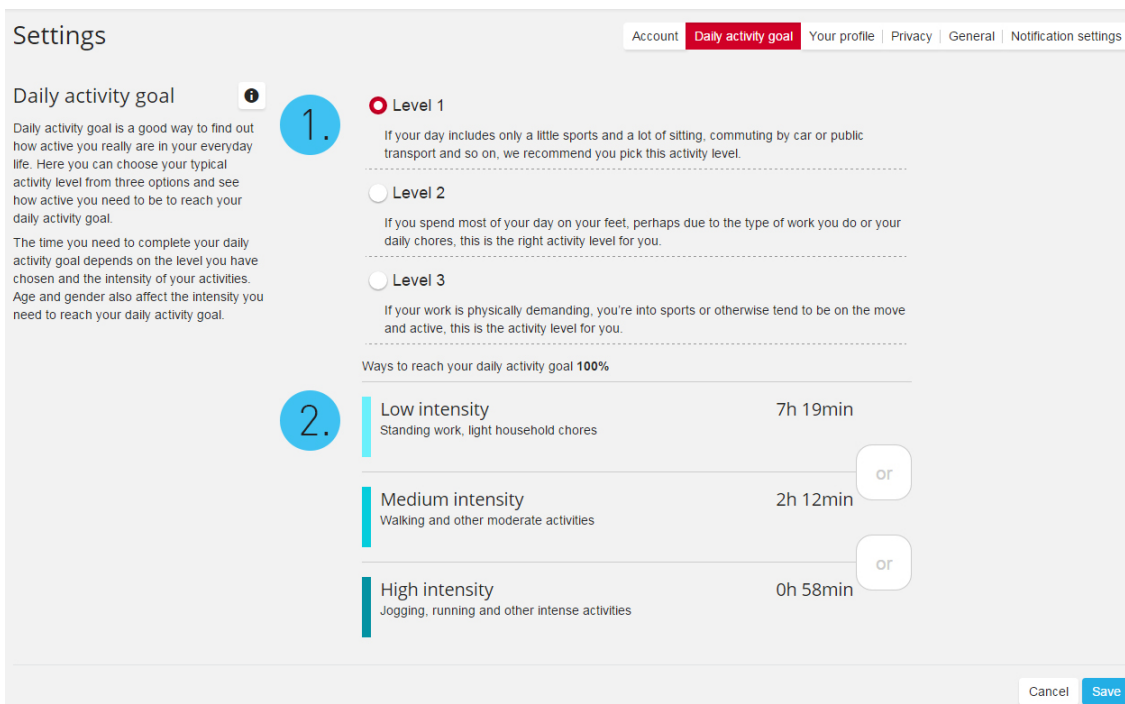 Settings
Account Daily activity goal Your profile Privacy General Notification settings
Daily activity goal
Daily activity goal is a good way to find out
how active you really are in your everyday
life. Here you can choose your typical
activity level from three options and see
how active you need to be to reach your
daily activity goal.
The time you need to complete your daily
activity goal depends on the level you have
chosen and the intensity of your activities.
Age and gender also affect the intensity you
need to reach your daily activity goal.
1.
Level 1
If your day includes only a little sports and a lot of sitting, commuting by car or public
transport and so on, we recommend you pick this activity level.
Level 2
If you spend most of your day on your feet, perhaps due to the type of work you do or your
daily chores, this is the right activity level for you.
Level 3
If your work is physically demanding, you're into sports or otherwise tend to be on the move
and active, this is the activity level for you.
Ways to reach your daily activity goal 100%
2.
Low intensity 7h 19min
Standing work, light household chores
or
Medium intensity 2h 12min
Walking and other moderate activities
or
High intensity 0h 58min
Jogging, running and other intense activities
Cancel Save